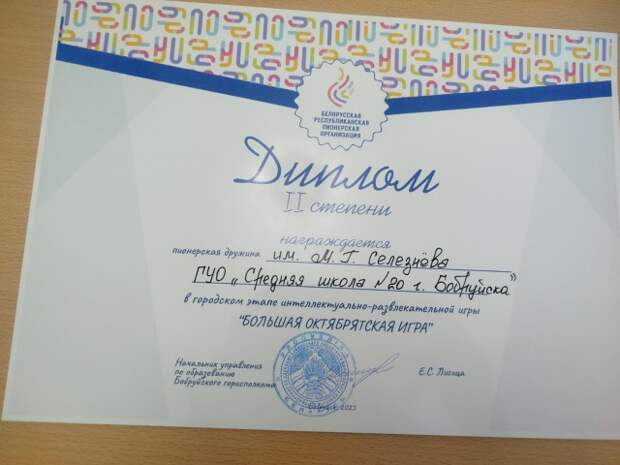 БЕЛОРУССКАЯ
РЕСПУБЛИКАНСКАЯ
ПИОНЕРСКАЯ
ОРГАНИЗАЦИЯ
Диплом
II степени
награждается
пионерская дружина им. М.Г. Селезнёва
ГУО „Средняя школа №20 г. Бобруйска"
в городском этапе интеллектуально-развлекательной игры
"БОЛЬШАЯ ОКТЯБРЯТСКАЯ ИГРА"
Начальник управления
по образованию
Бобруйского горисполкома
Е.С. Лисица
2023